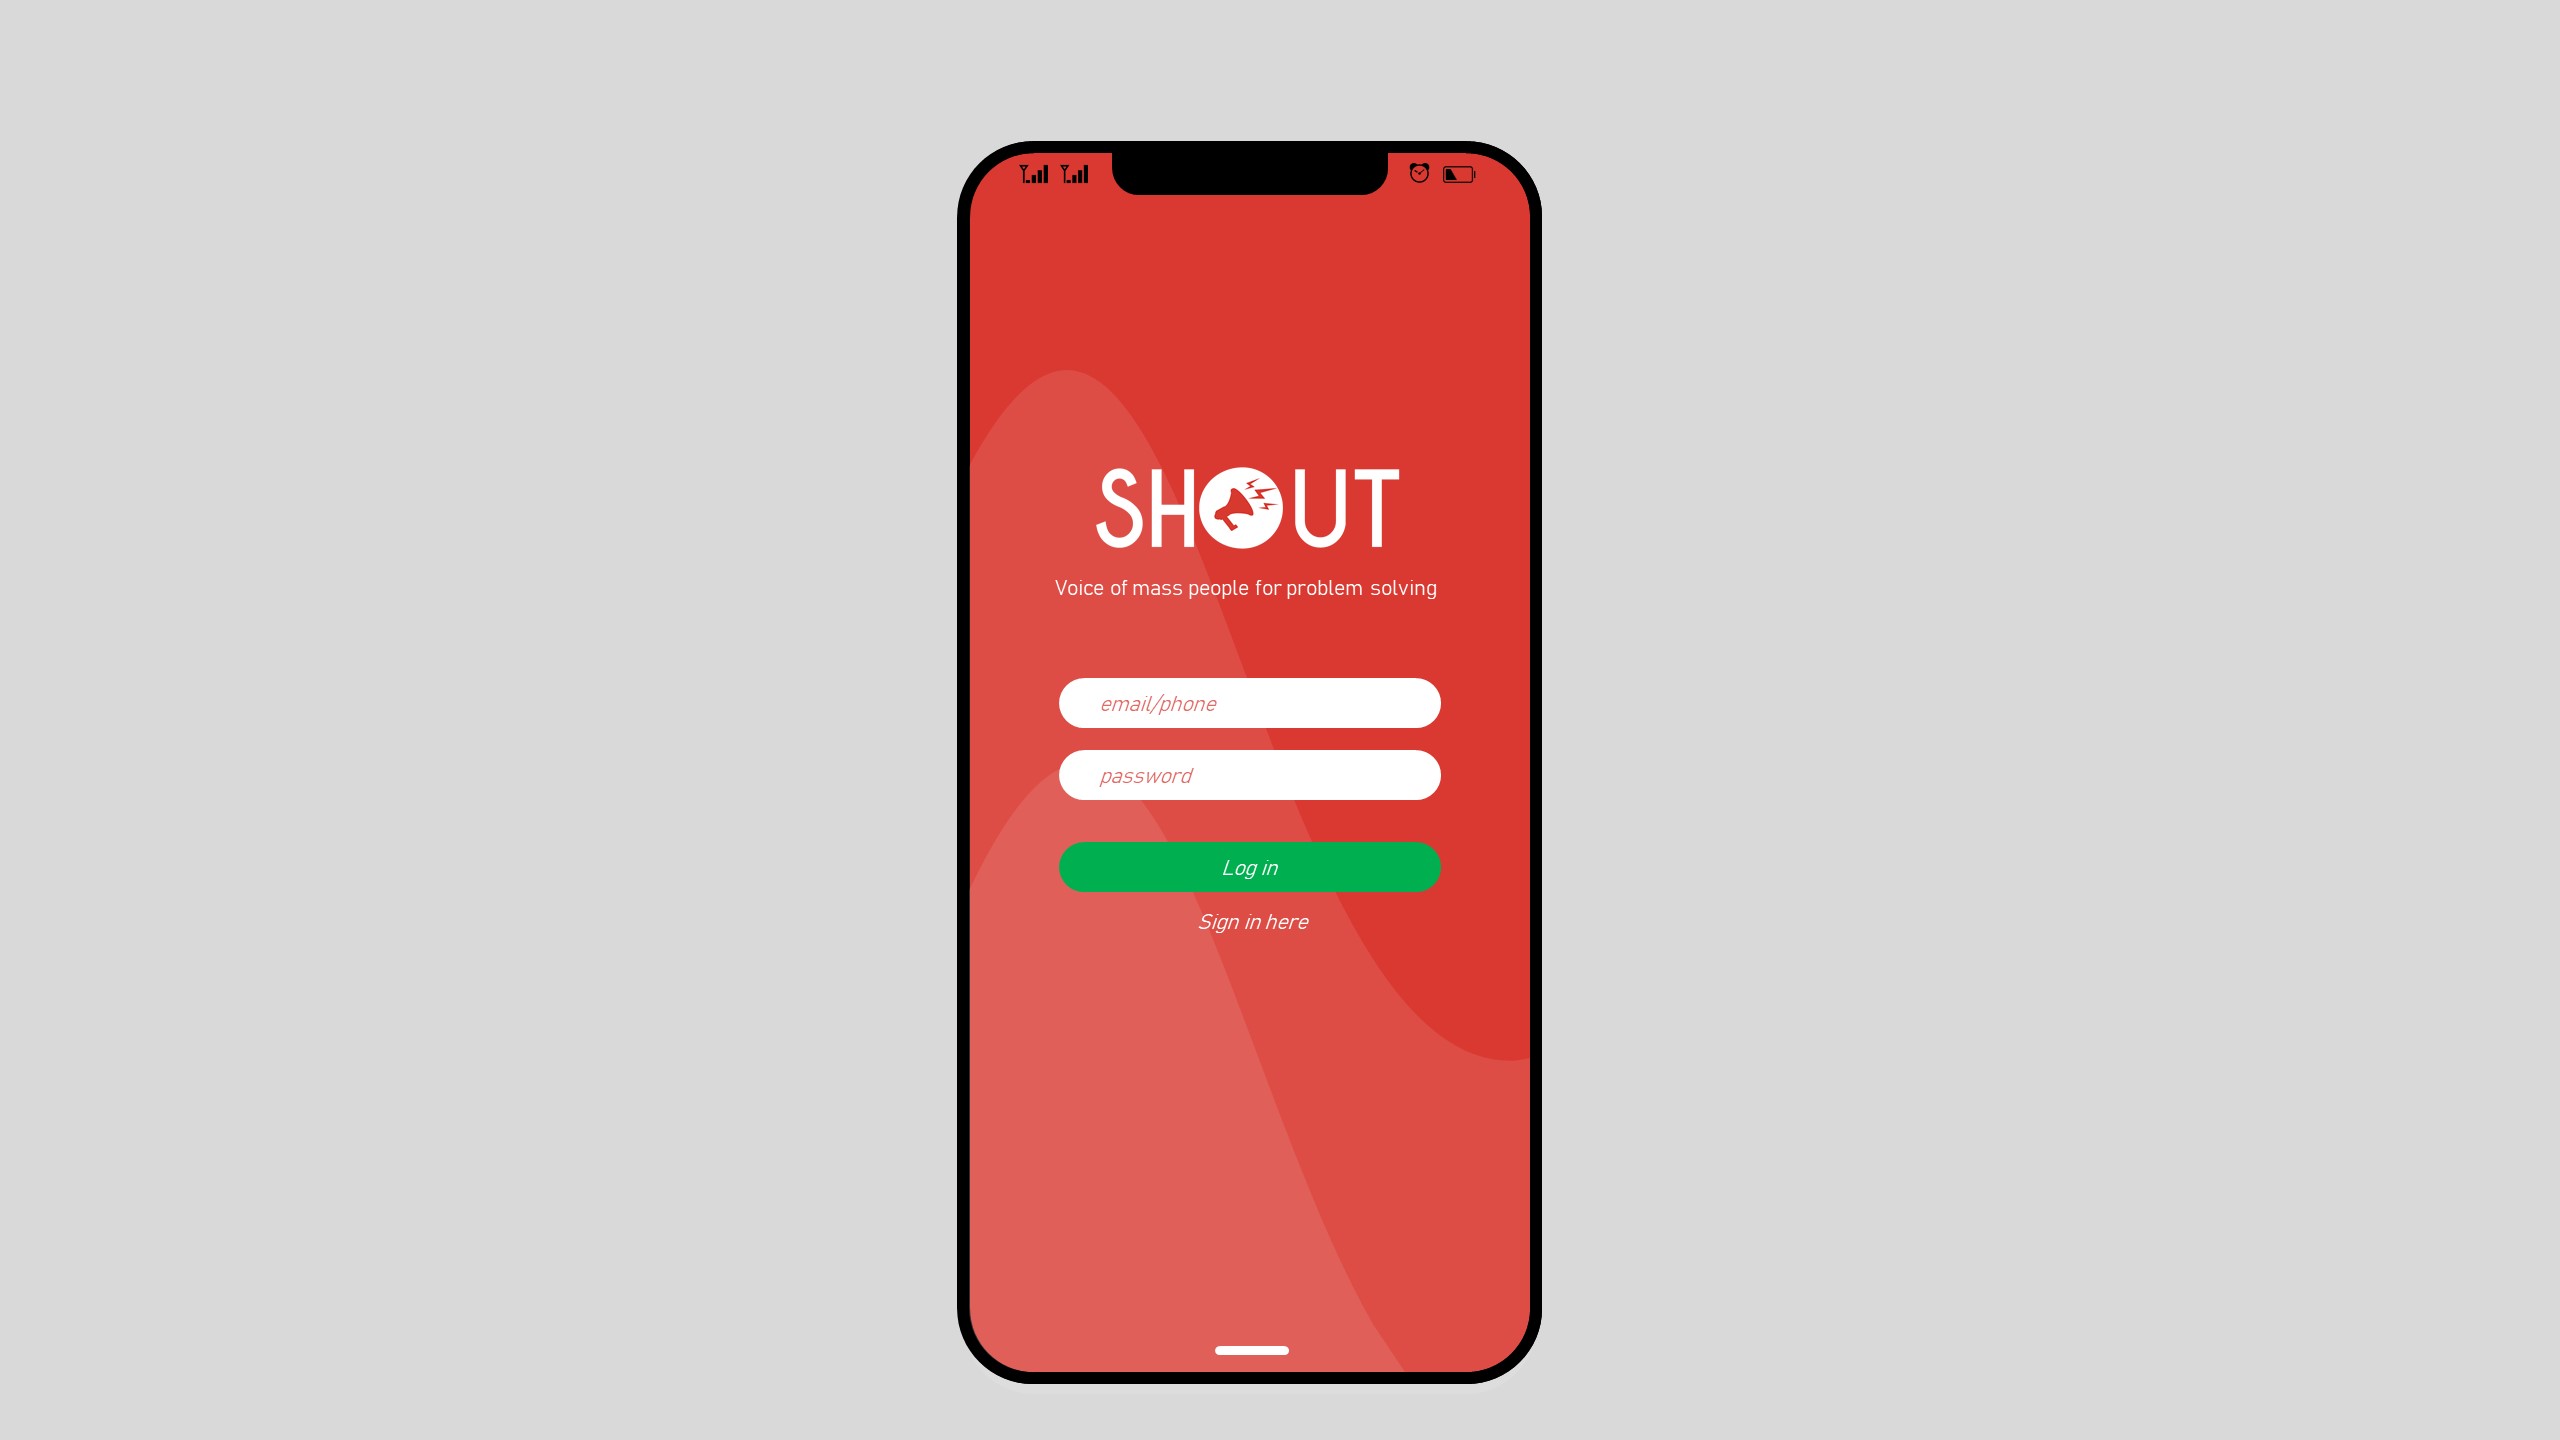 SHOUT
Voice of mass people for problem solving
email/phone
password
Log in
Sign in here